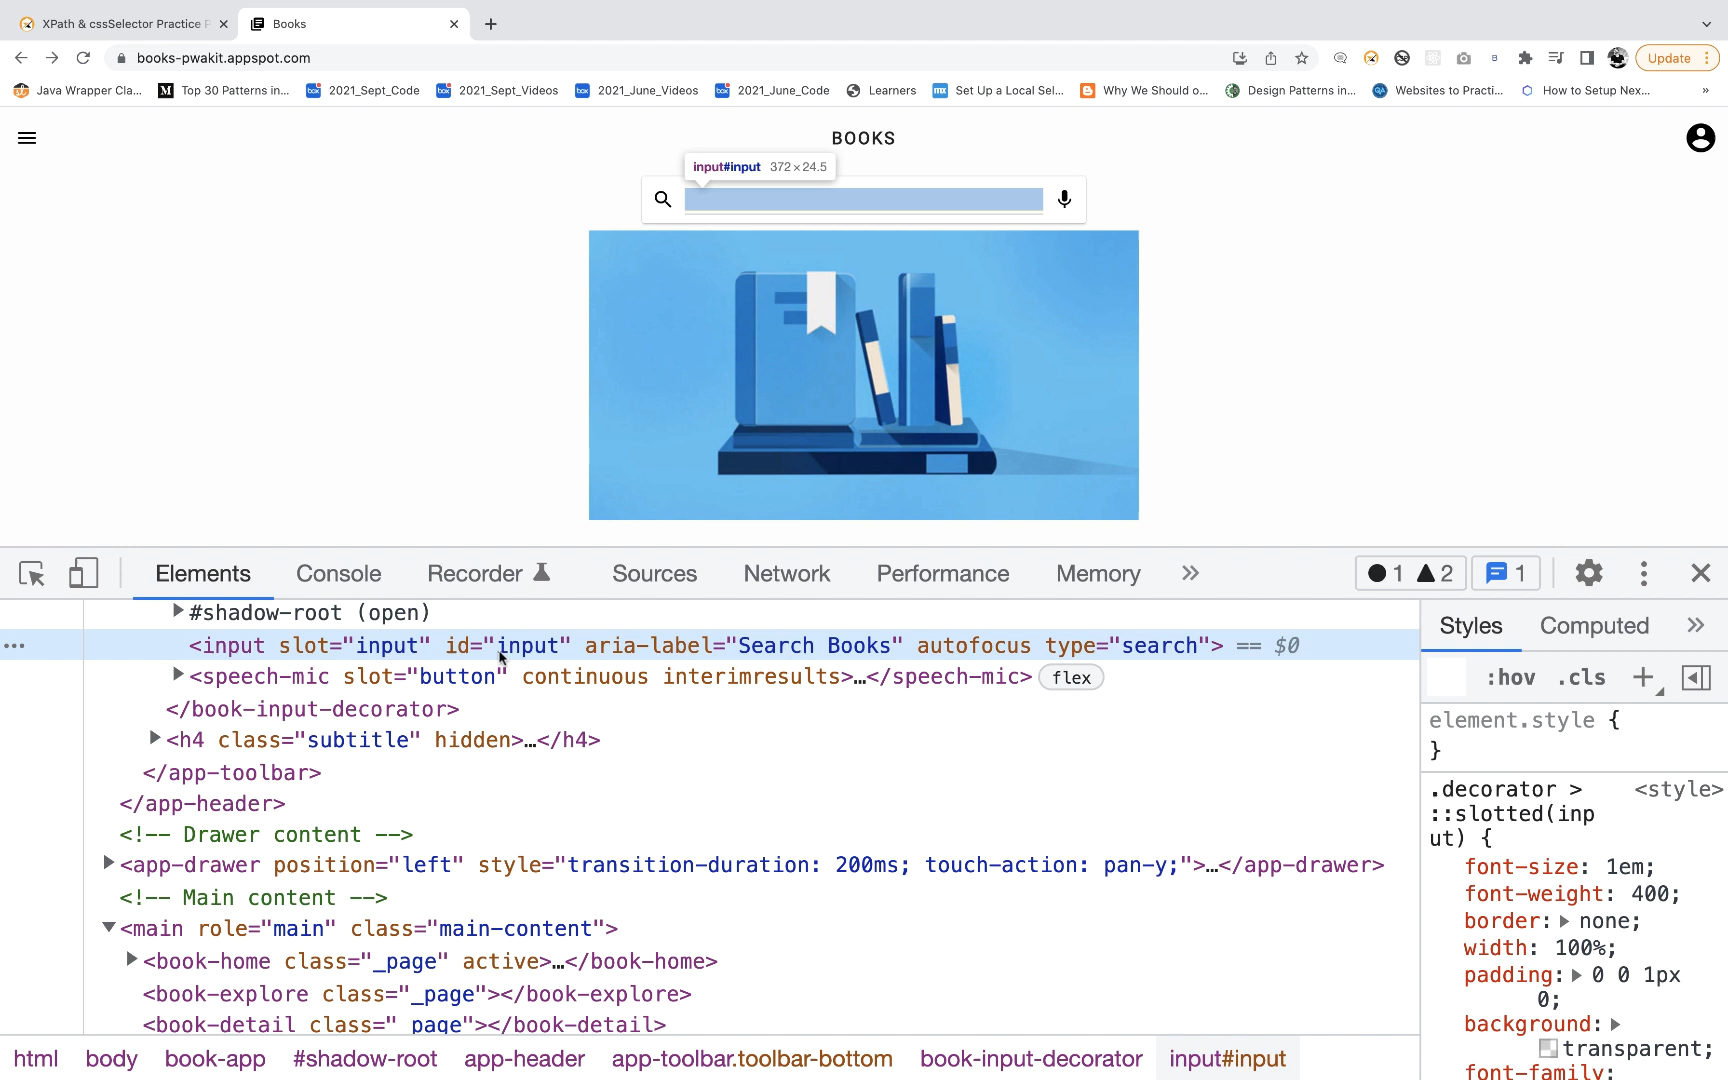 XPath & cssSelector Practice P
Books
books-pwakit.appspot.com
Update
Java Wrapper Cla...
Top 30 Patterns in...
2021_Sept_Code
2021_Sept_Videos
2021_June_Videos
2021_June_Code
Learners
Set Up a Local Sel...
Why We Should o...
Design Patterns in...
Websites to Practi...
How to Setup Nex...
»
BOOKS
input#input 372 × 24.5
Elements
Console
Recorder
Sources
Network
Performance
Memory
1
2
1
#shadow-root (open)
<input slot="input" id="input" aria-label="Search Books" autofocus type="search"> == $0
<speech-mic slot="button" continuous interimresults>…</speech-mic> flex
</book-input-decorator>
<h4 class="subtitle" hidden>…</h4>
</app-toolbar>
</app-header>
<!-- Drawer content -->
<app-drawer position="left" style="transition-duration: 200ms; touch-action: pan-y;">…</app-drawer>
<!-- Main content -->
<main role="main" class="main-content">
<book-home class="_page" active>…</book-home>
<book-explore class="_page"></book-explore>
<book-detail class="_page"></book-detail>
html body book-app #shadow-root app-header app-toolbar.toolbar-bottom book-input-decorator input#input
Styles
Computed
:hov .cls
element.style {
}
.decorator > <style>
::slotted(inp
ut) {
font-size: 1em;
font-weight: 400;
border: none;
width: 100%;
padding: 0 0 1px
0;
background:
transparent;
font-family: